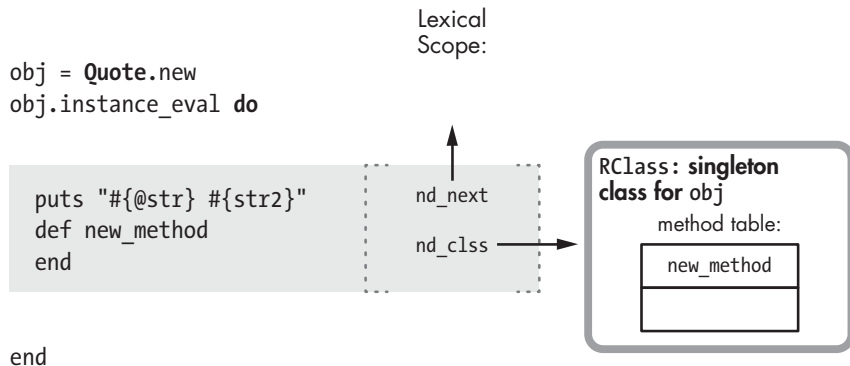 Lexical
Scope:
obj = Quote.new
obj.instance_eval do
puts "#{@str} #{str2}"
def new_method
end
nd_next
nd_clss
RClass: singleton
class for obj
method table:
new_method
end